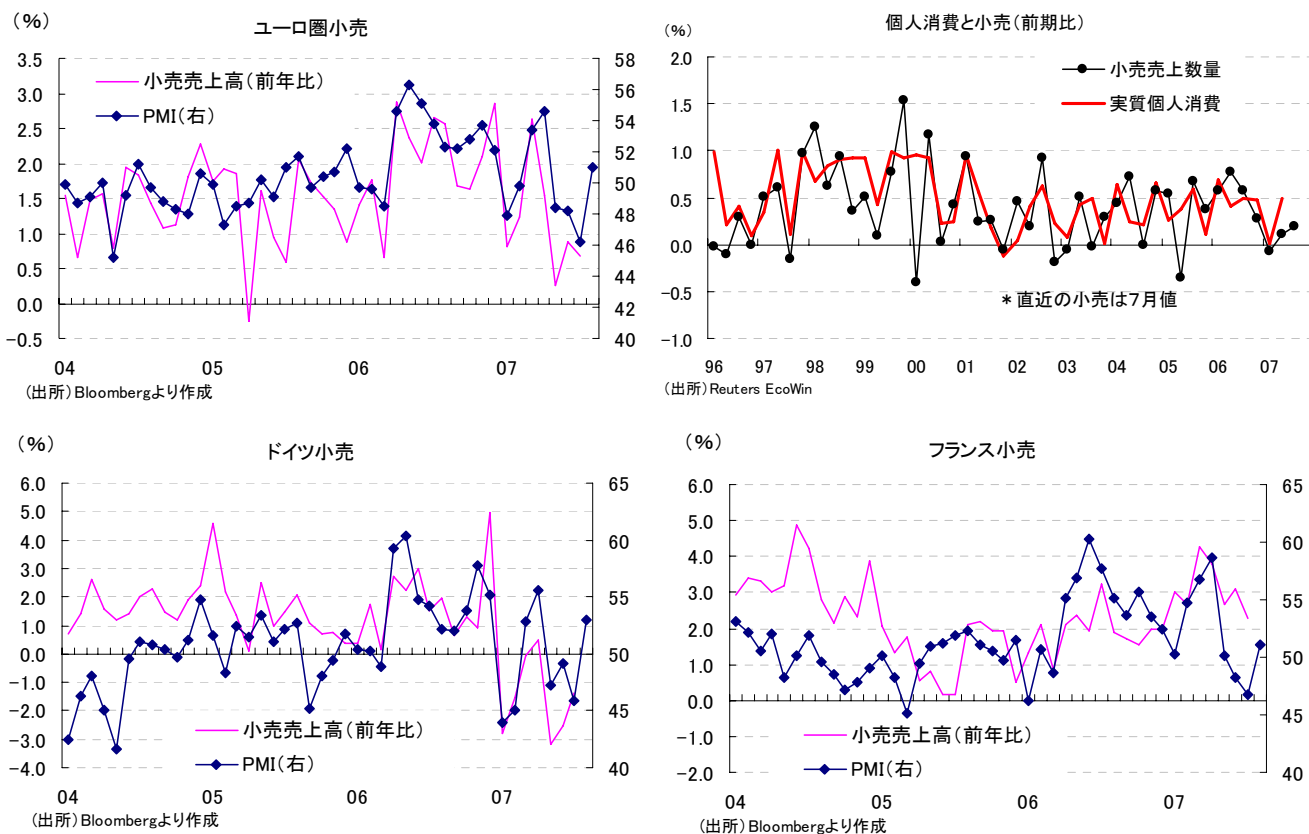 (%)
ユーロ圏小売
3.5
3.0
2.5
2.0
1.5
1.0
0.5
0.0
-0.5
58
56
54
52
50
48
46
44
42
40
小売売上高(前年比)
PMI(右)
04 05 06 07
(出所)Bloombergより作成
個人消費と小売(前期比)
(%)
2.0
1.5
1.0
0.5
0.0
-0.5
-1.0
小売売上数量
実質個人消費
*直近の小売は7月値
96 97 98 99 00 01 02 03 04 05 06 07
(出所)Reuters EcoWin
(%)
ドイツ小売
6.0
5.0
4.0
3.0
2.0
1.0
0.0
-1.0
-2.0
-3.0
-4.0
65
60
55
50
45
40
小売売上高(前年比)
PMI(右)
04 05 06 07
(出所)Bloombergより作成
(%)
フランス小売
6.0
5.0
4.0
3.0
2.0
1.0
0.0
-1.0
-2.0
65
60
55
50
45
40
小売売上高(前年比)
PMI(右)
04 05 06 07
(出所)Bloombergより作成